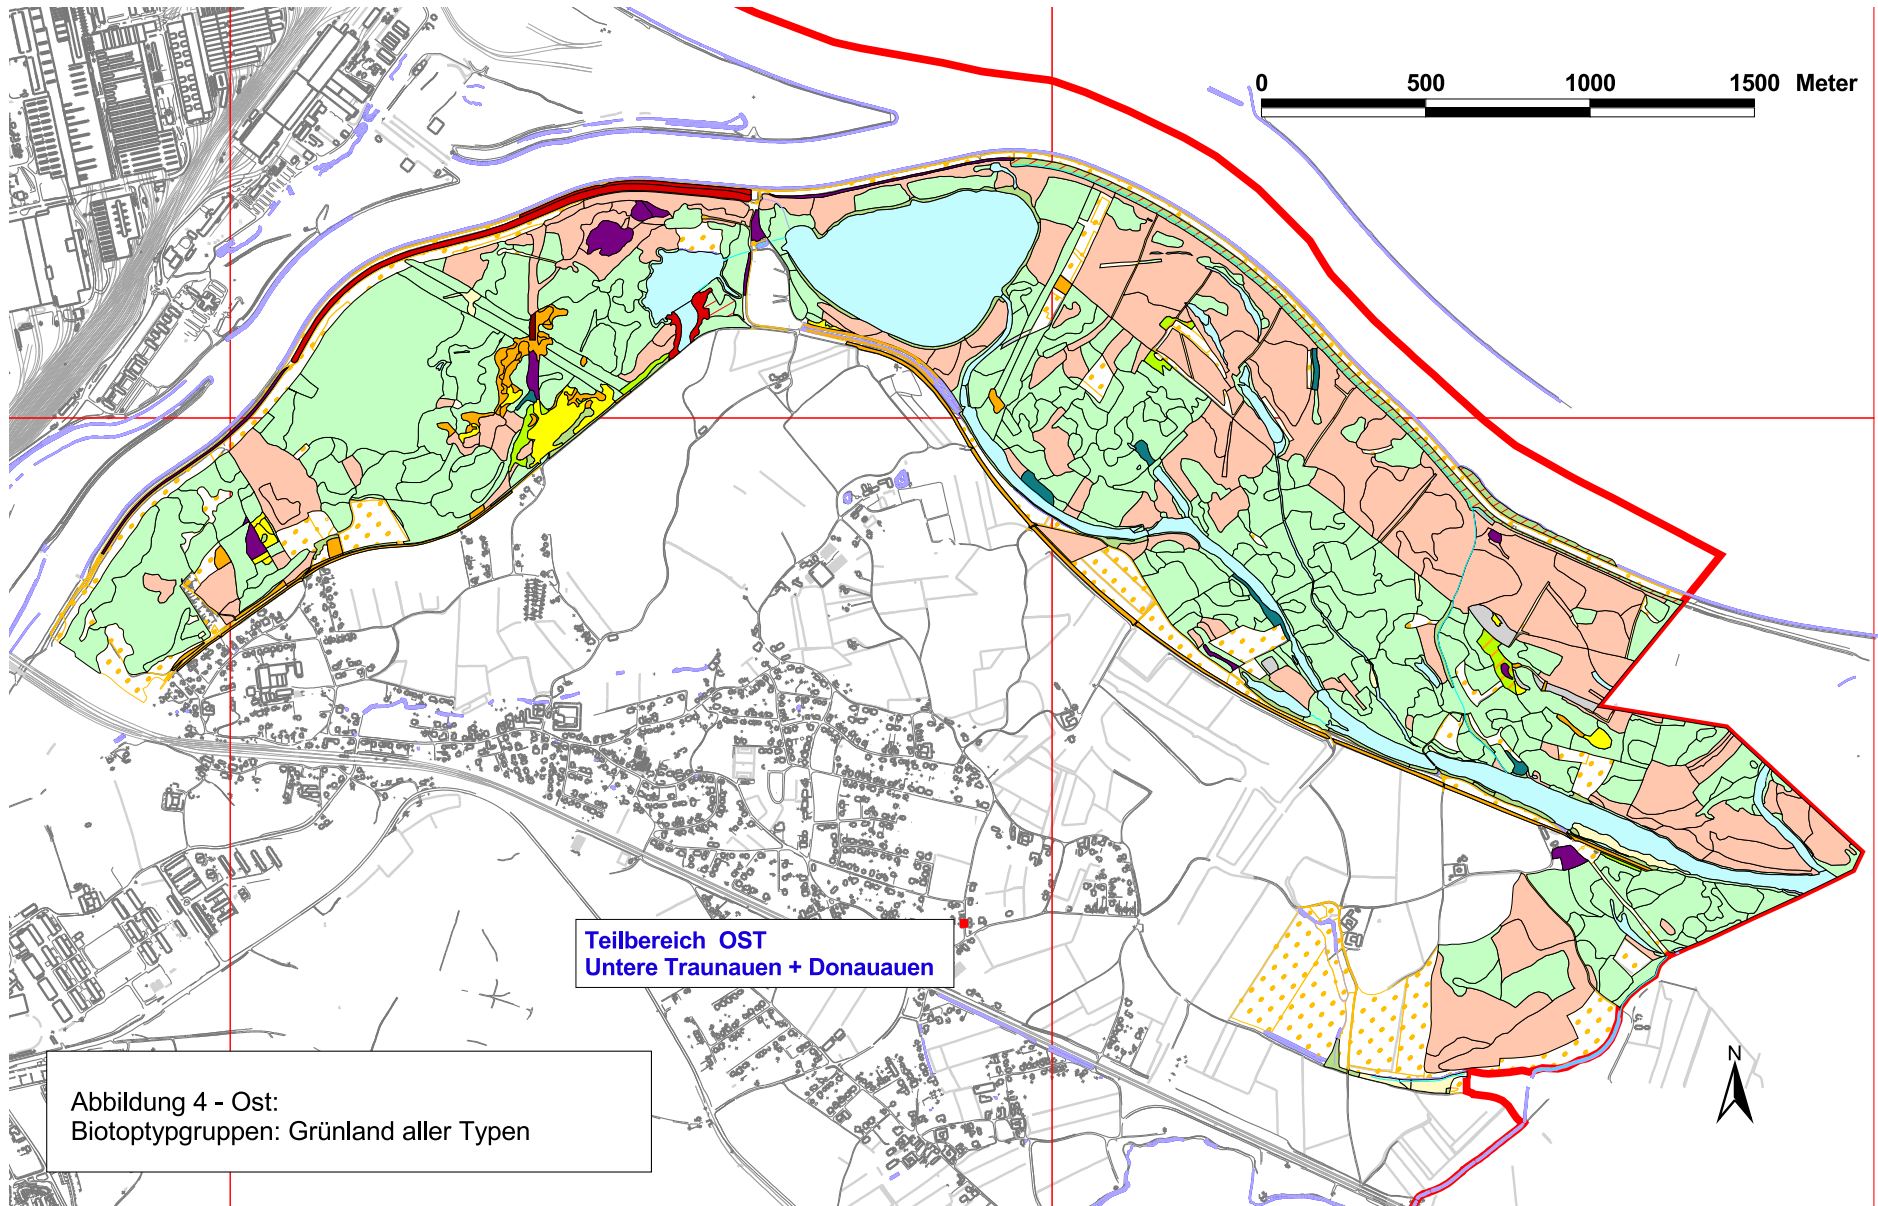 0 500 1000 1500 Meter
Teilbereich OST
Untere Traunauen + Donauauen
N
Abbildung 4 - Ost:
Biotoptypgruppen: Grünland aller Typen